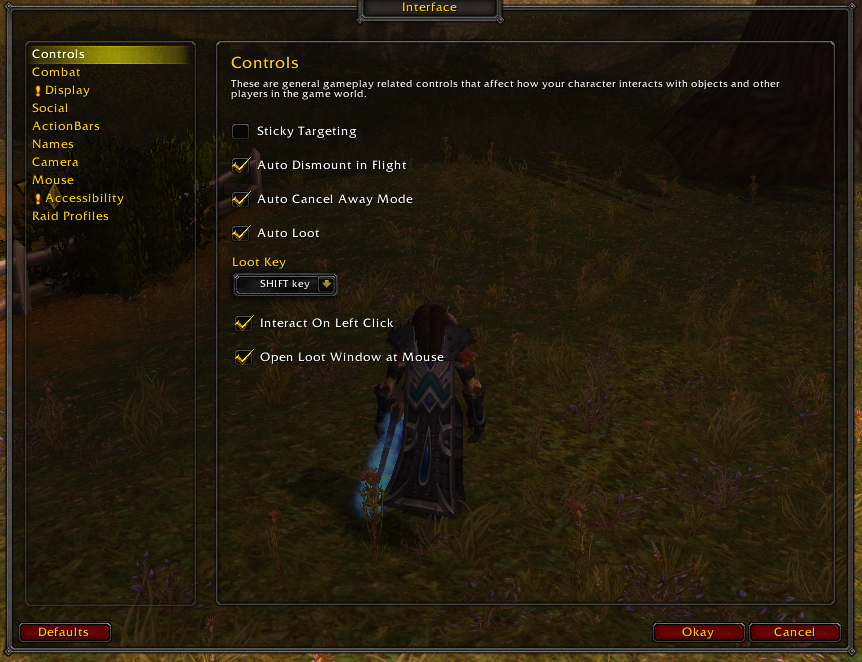 Interface
Controls
Combat
Display
Social
ActionBars
Names
Camera
Mouse
Accessibility
Raid Profiles
Controls
These are general gameplay related controls that affect how your character interacts with objects and other
players in the game world.
Sticky Targeting
Auto Dismount in Flight
Auto Cancel Away Mode
Auto Loot
Loot Key
SHIFT key
Interact On Left Click
Open Loot Window at Mouse
Defaults
Okay
Cancel